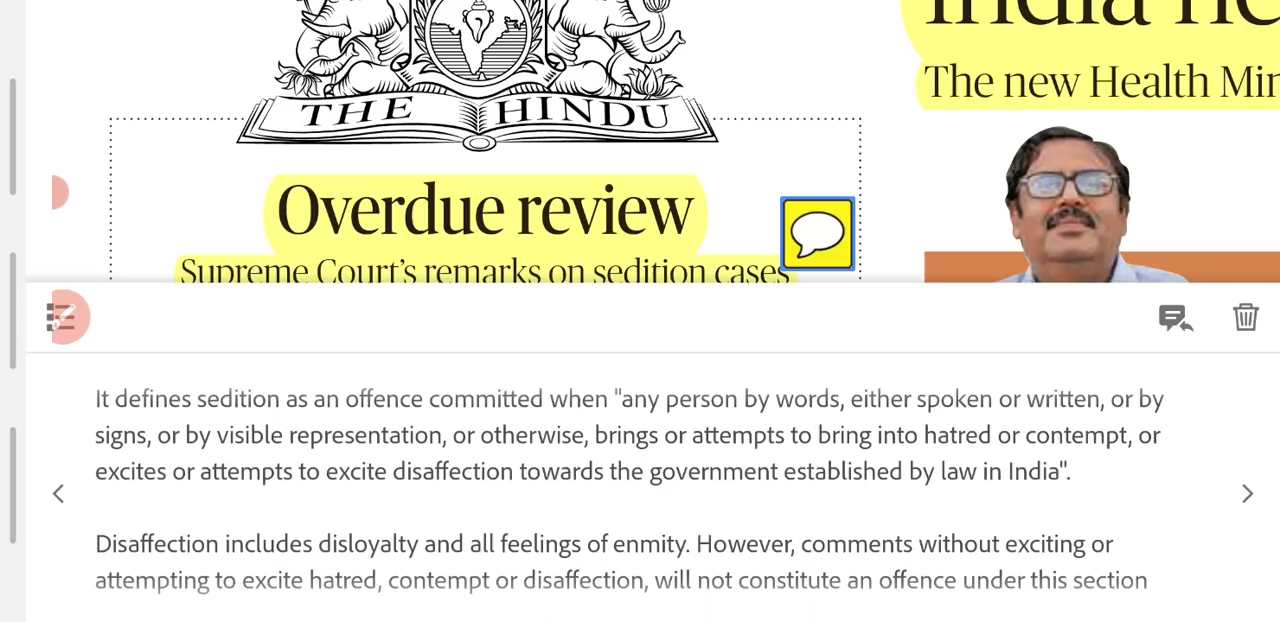 THE HINDU
The new Health
Overdue review
Supreme Court's remarks on sedition cases
It defines sedition as an offence committed when "any person by words, either spoken or written, or by
signs, or by visible representation, or otherwise, brings or attempts to bring into hatred or contempt, or
excites or attempts to excite disaffection towards the government established by law in India".
Disaffection includes disloyalty and all feelings of enmity. However, comments without exciting or
attempting to excite hatred, contempt or disaffection, will not constitute an offence under this section